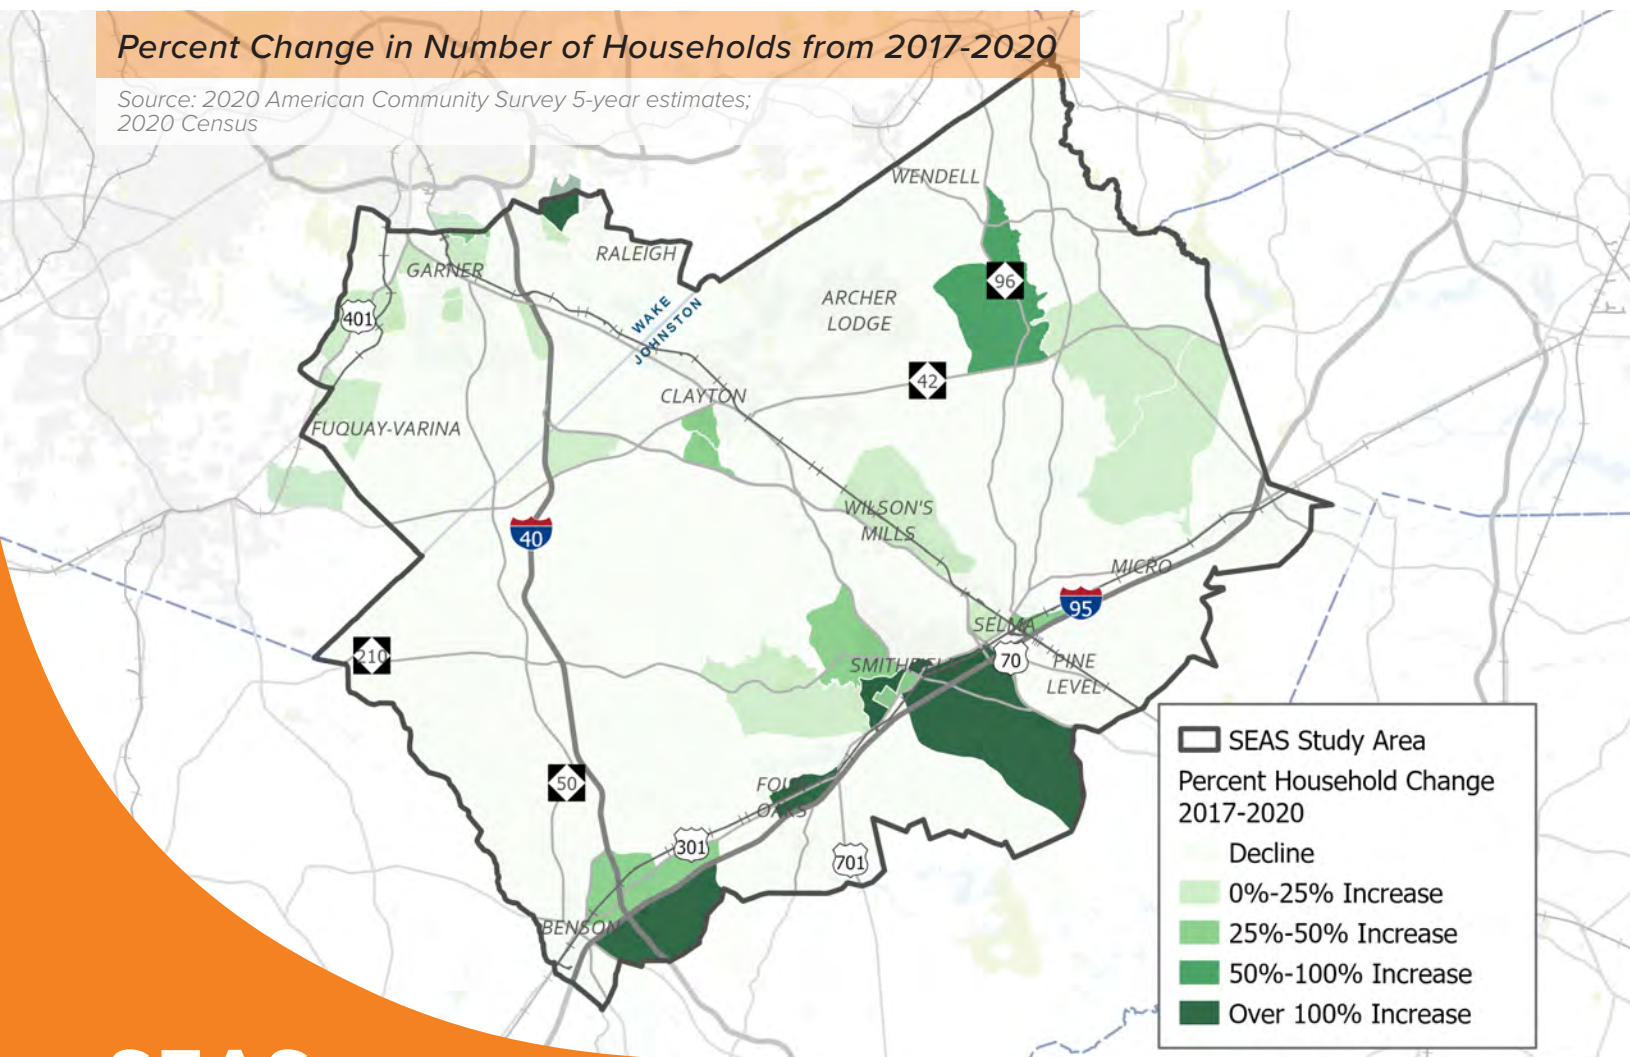 Percent Change in Number of Households from 2017-2020
Source: 2020 American Community Survey 5-year estimates;
2020 Census
WENDELL
RALEIGH
GARNER
96
ARCHER
LODGE
401
WAKE
JOHNSTON
42
CLAYTON
FUQUAY-VARINA
WILSON'S
MILLS
40
MICRO
95
SELMA
210
SMITHFIELD
70
PINE
LEVEL
50
FOUR
OAKS
301
701
BENSON
SEAS Study Area
Percent Household Change
2017-2020
Decline
0%-25% Increase
25%-50% Increase
50%-100% Increase
Over 100% Increase
SEAS